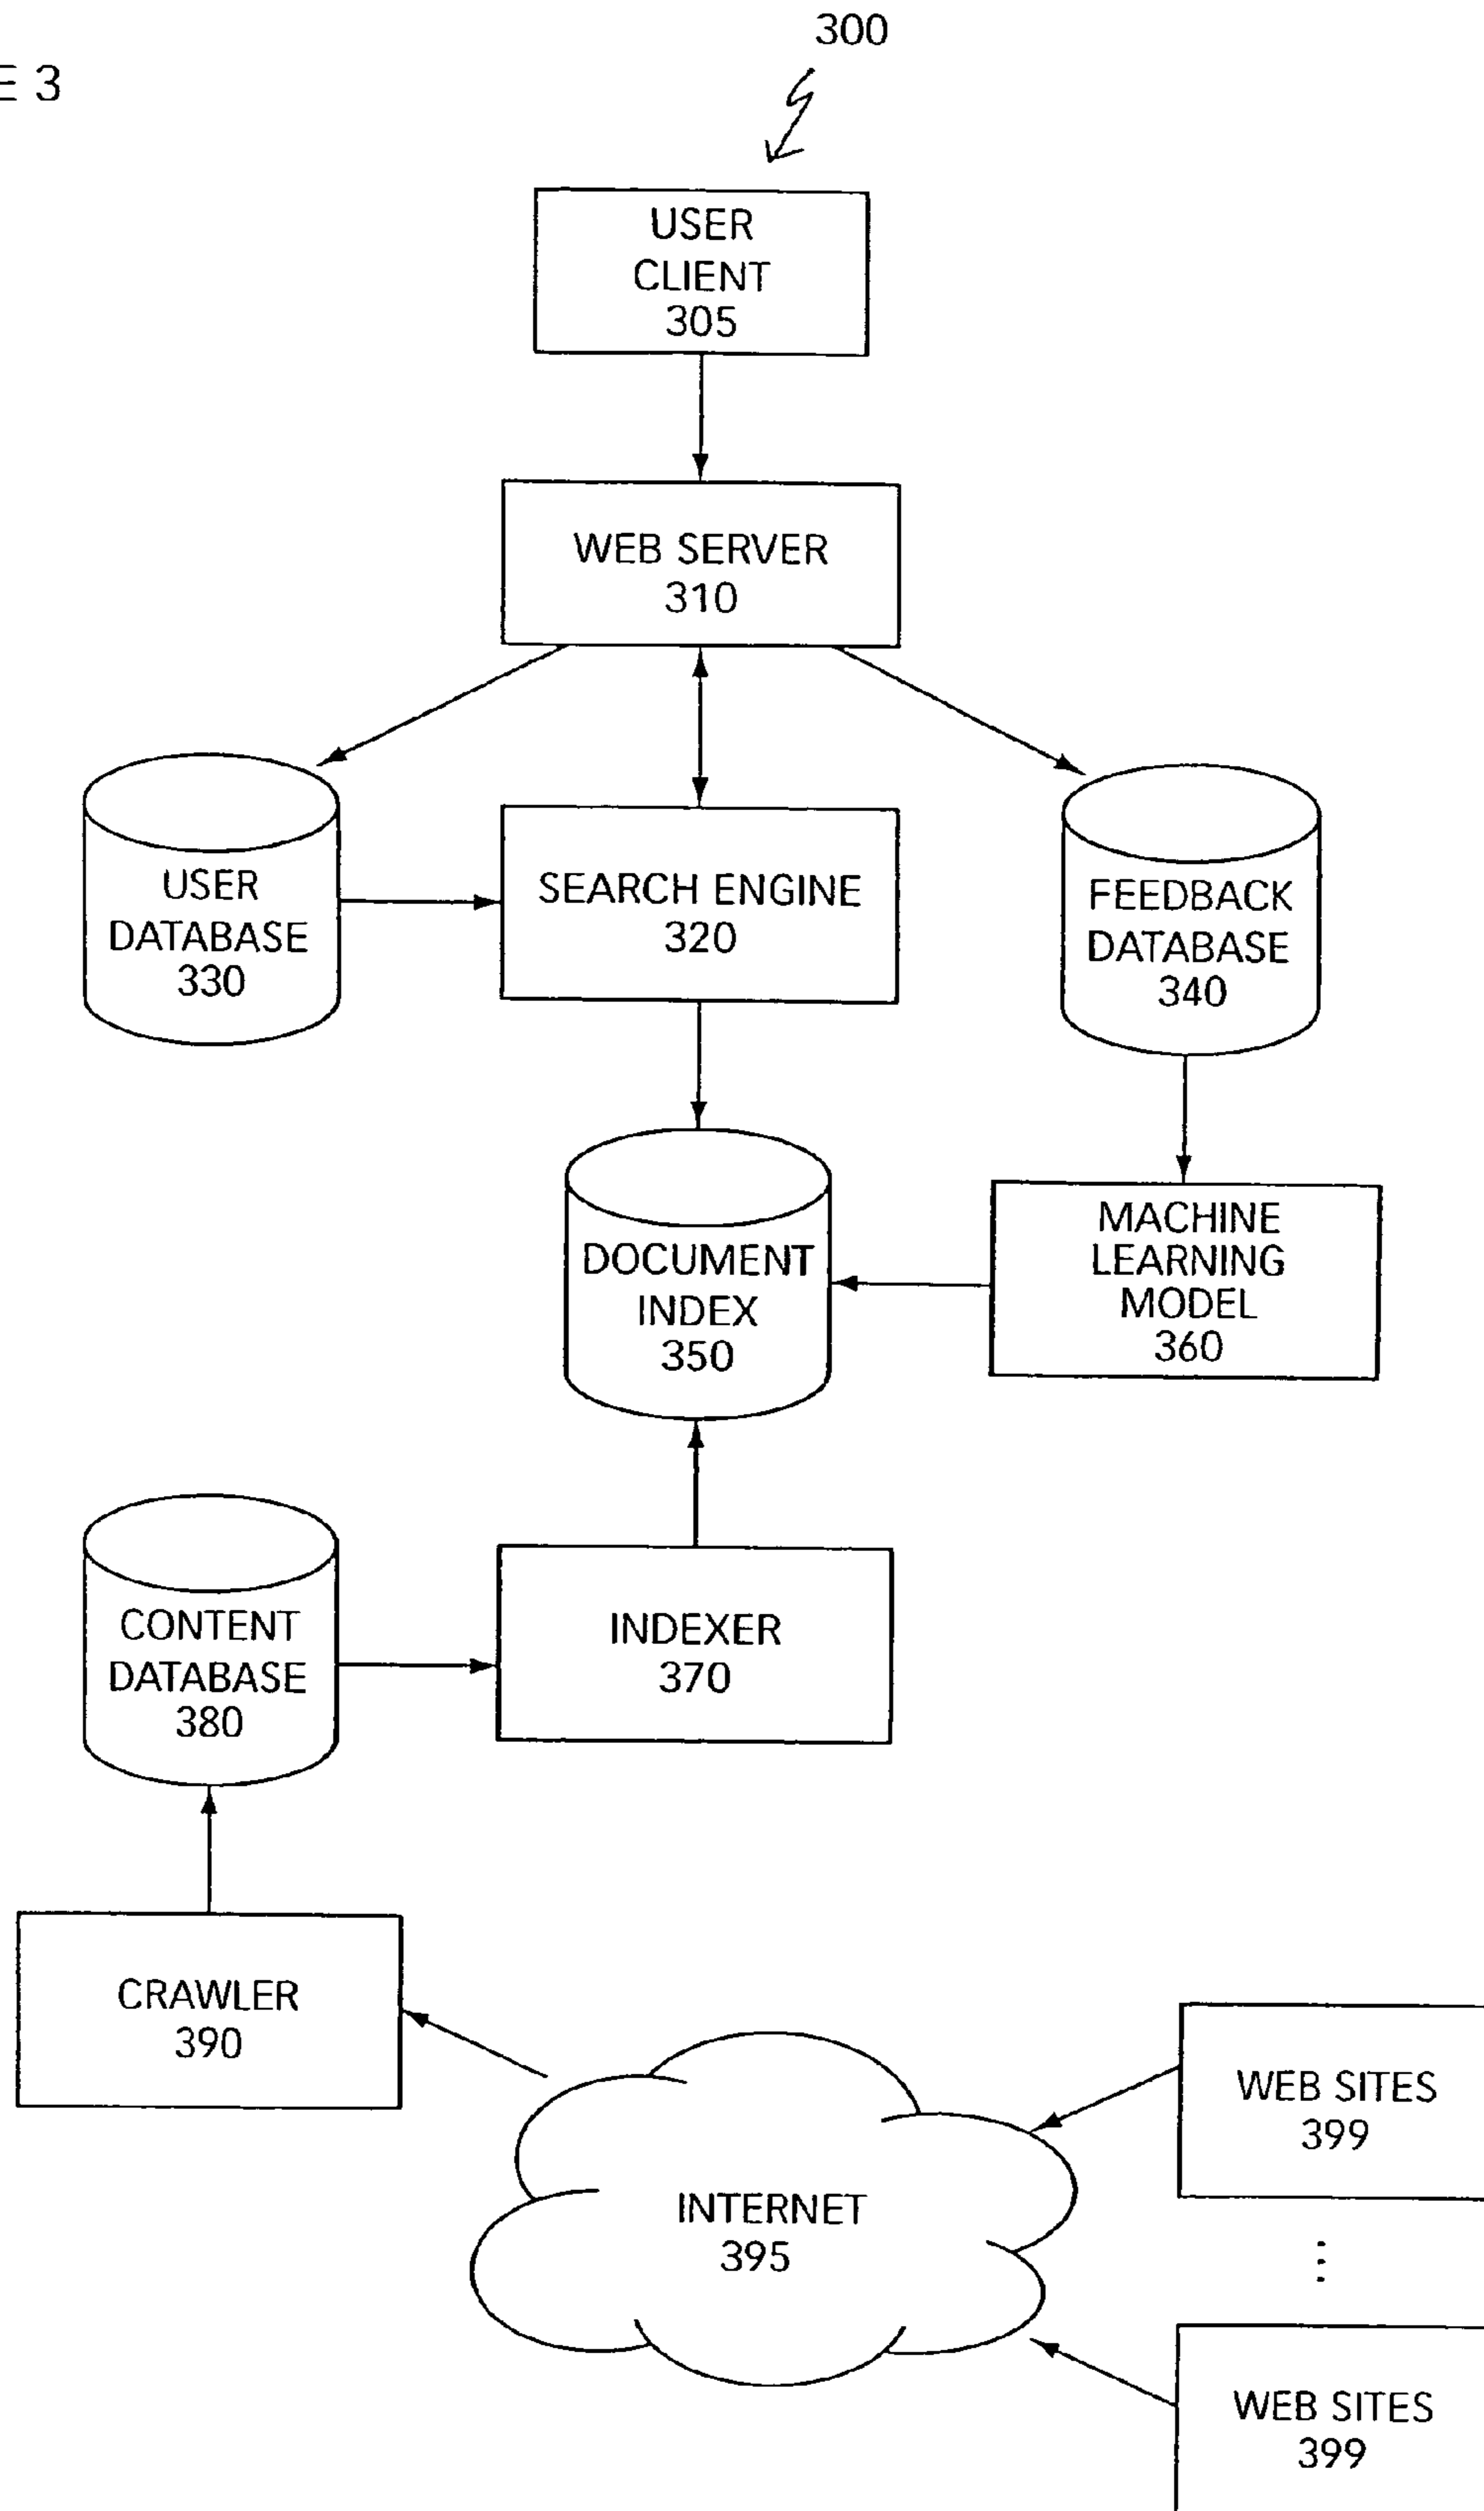 300
E 3
USER
CLIENT
305
WEB SERVER
310
USER
DATABASE
330
SEARCH ENGINE
320
FEEDBACK
DATABASE
340
DOCUMENT
INDEX
350
MACHINE
LEARNING
MODEL
360
CONTENT
DATABASE
380
INDEXER
370
CRAWLER
390
INTERNET
395
WEB SITES
399
WEB SITES
399